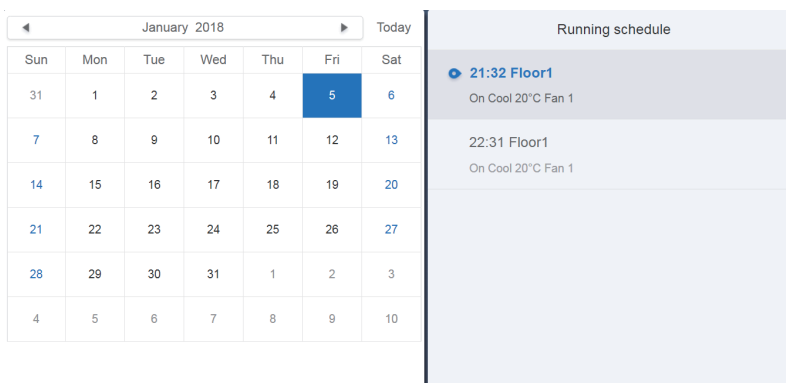 January 2018
Today
Sun Mon Tue Wed Thu Fri Sat
31 1 2 3 4 5 6
7 8 9 10 11 12 13
14 15 16 17 18 19 20
21 22 23 24 25 26 27
28 29 30 31 1 2 3
4 5 6 7 8 9 10
Running schedule
21:32 Floor1
On Cool 20°C Fan 1
22:31 Floor1
On Cool 20°C Fan 1